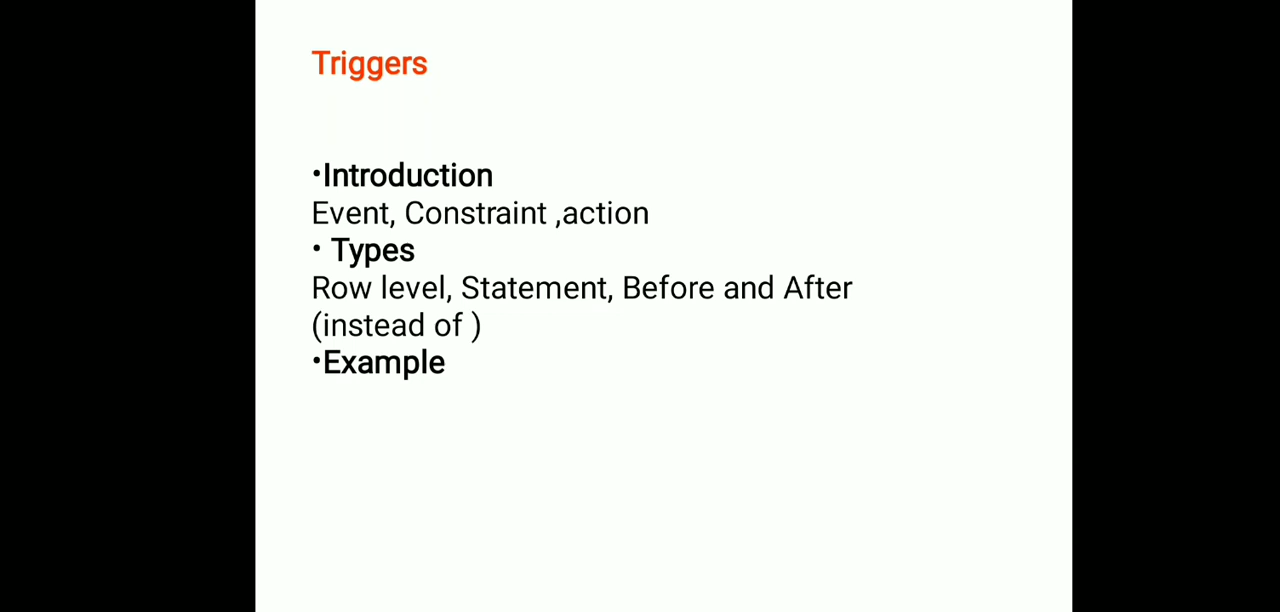 Triggers
•Introduction
Event, Constraint ,action
• Types
Row level, Statement, Before and After
(instead of )
•Example